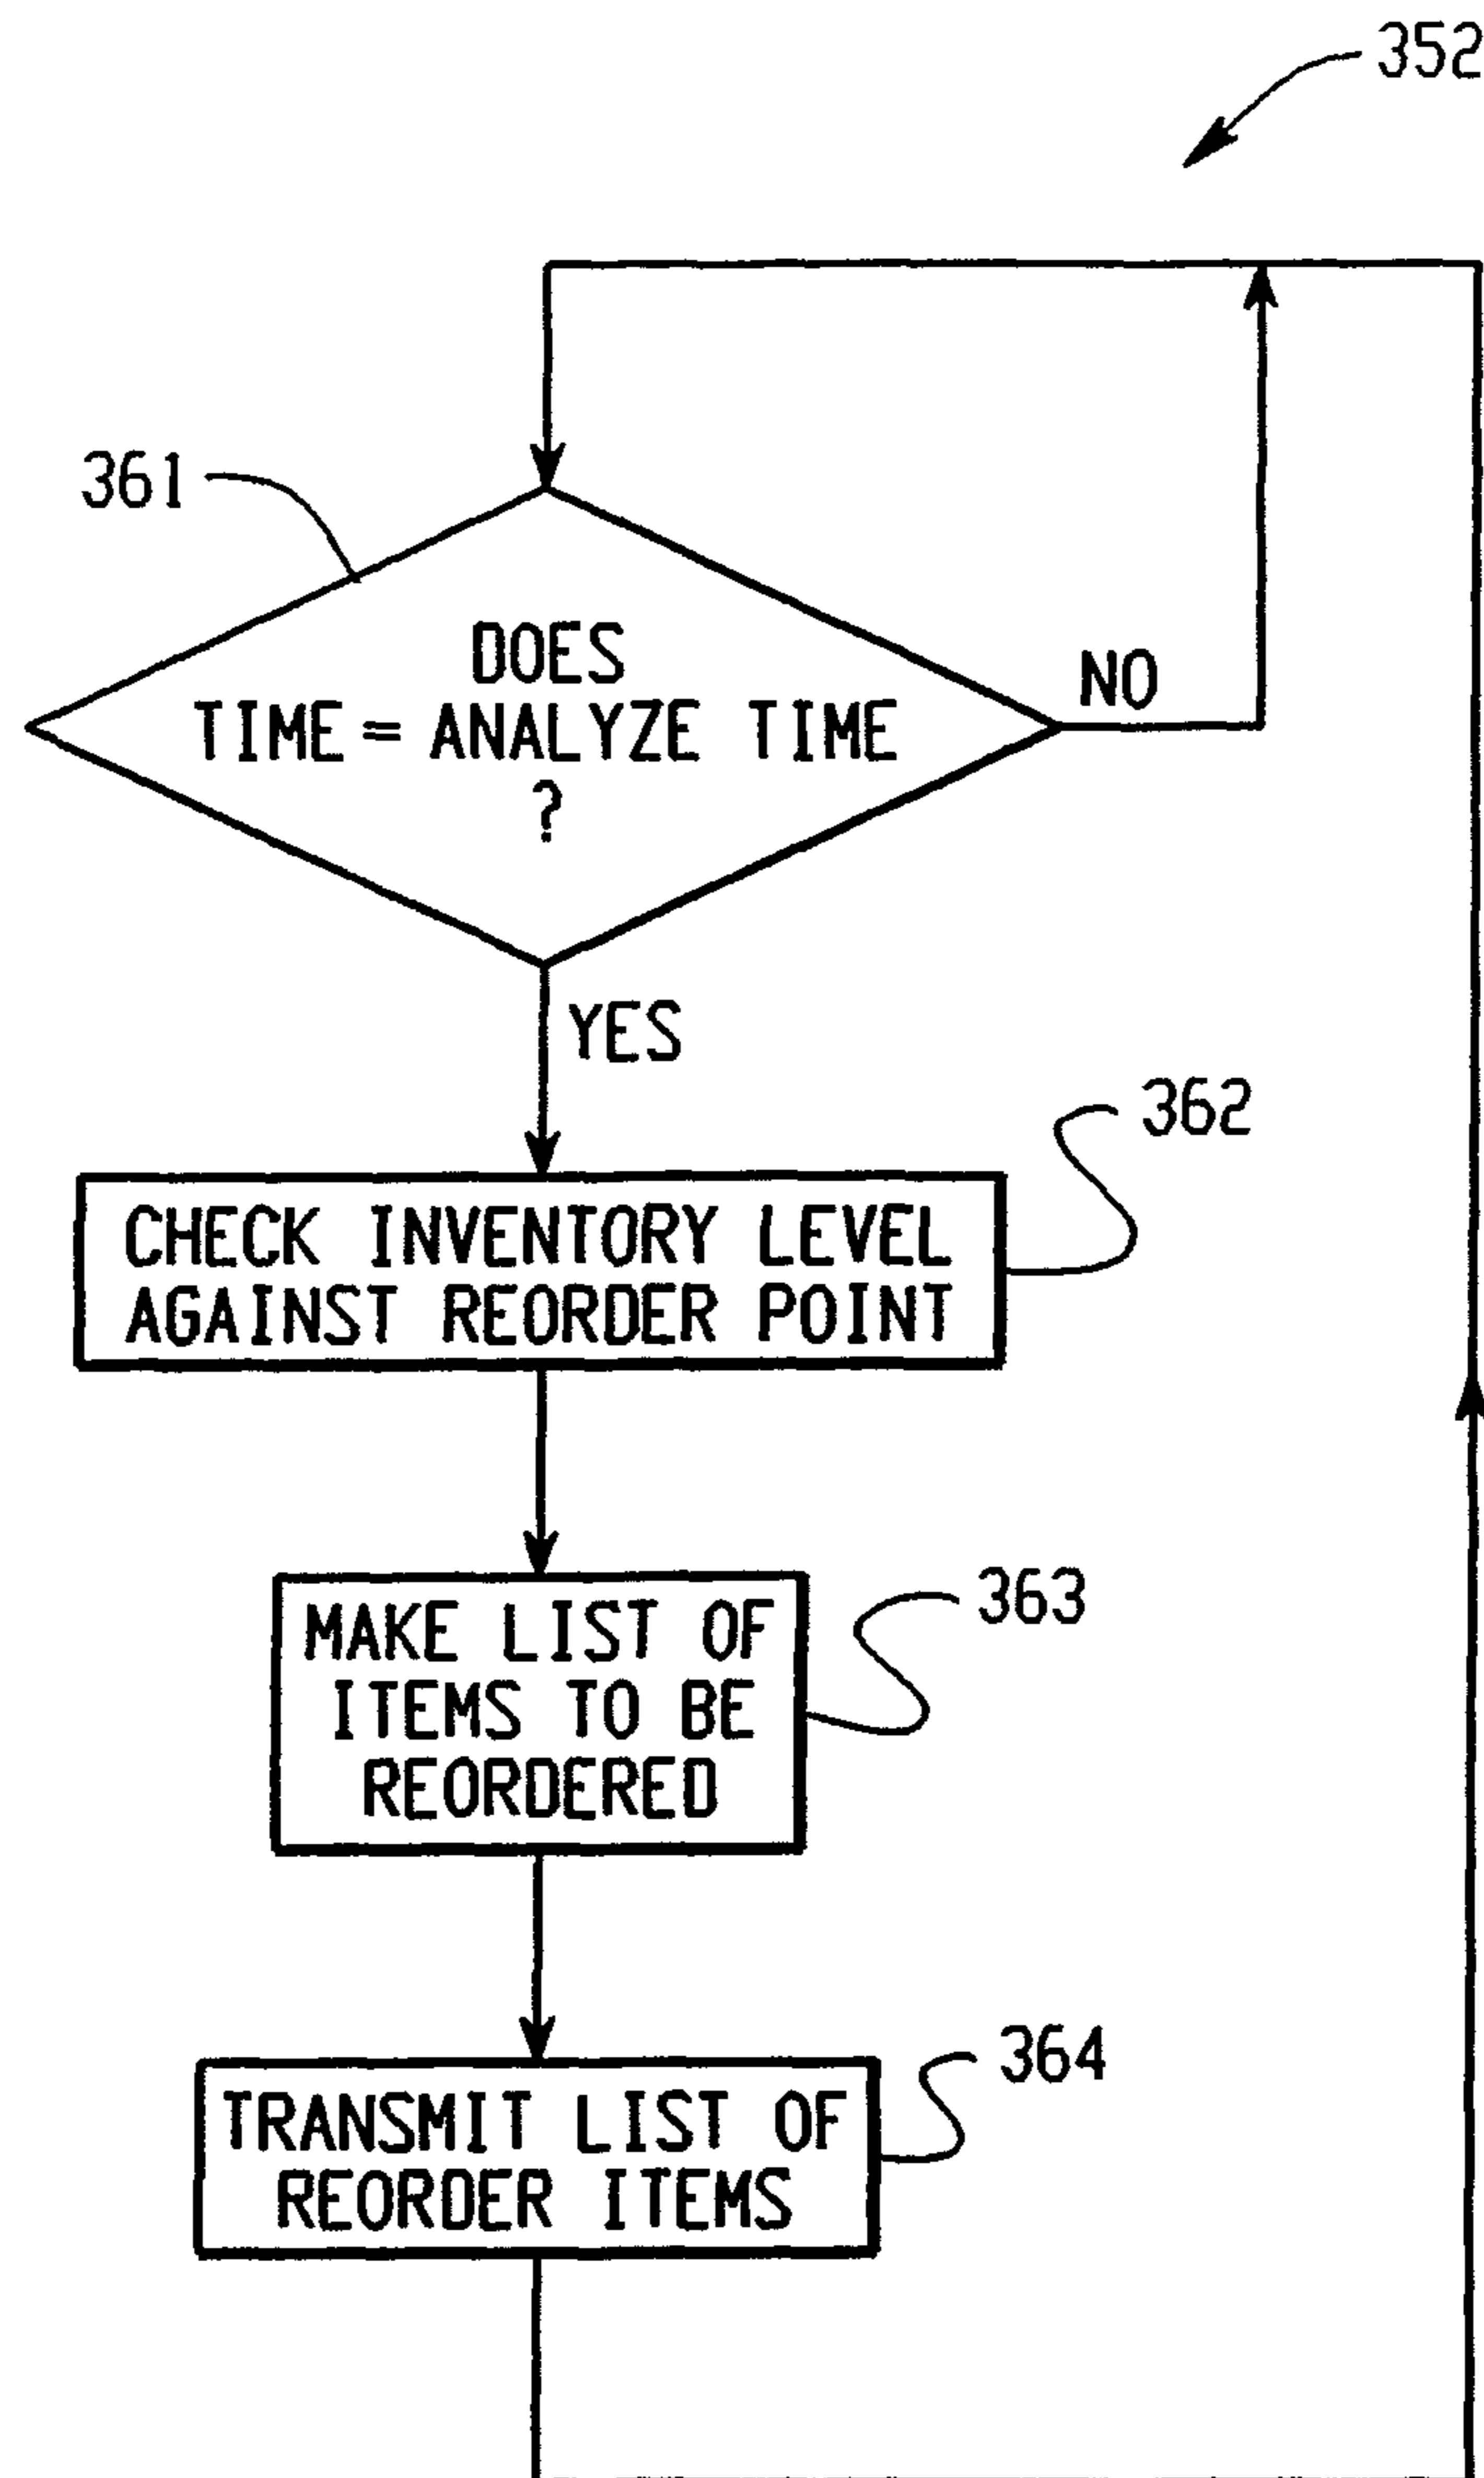 352
361
DOES
TIME = ANALYZE TIME
?
NO
YES
362
CHECK INVENTORY LEVEL
AGAINST REORDER POINT
363
MAKE LIST OF
ITEMS TO BE
REORDERED
364
TRANSMIT LIST OF
REORDER ITEMS